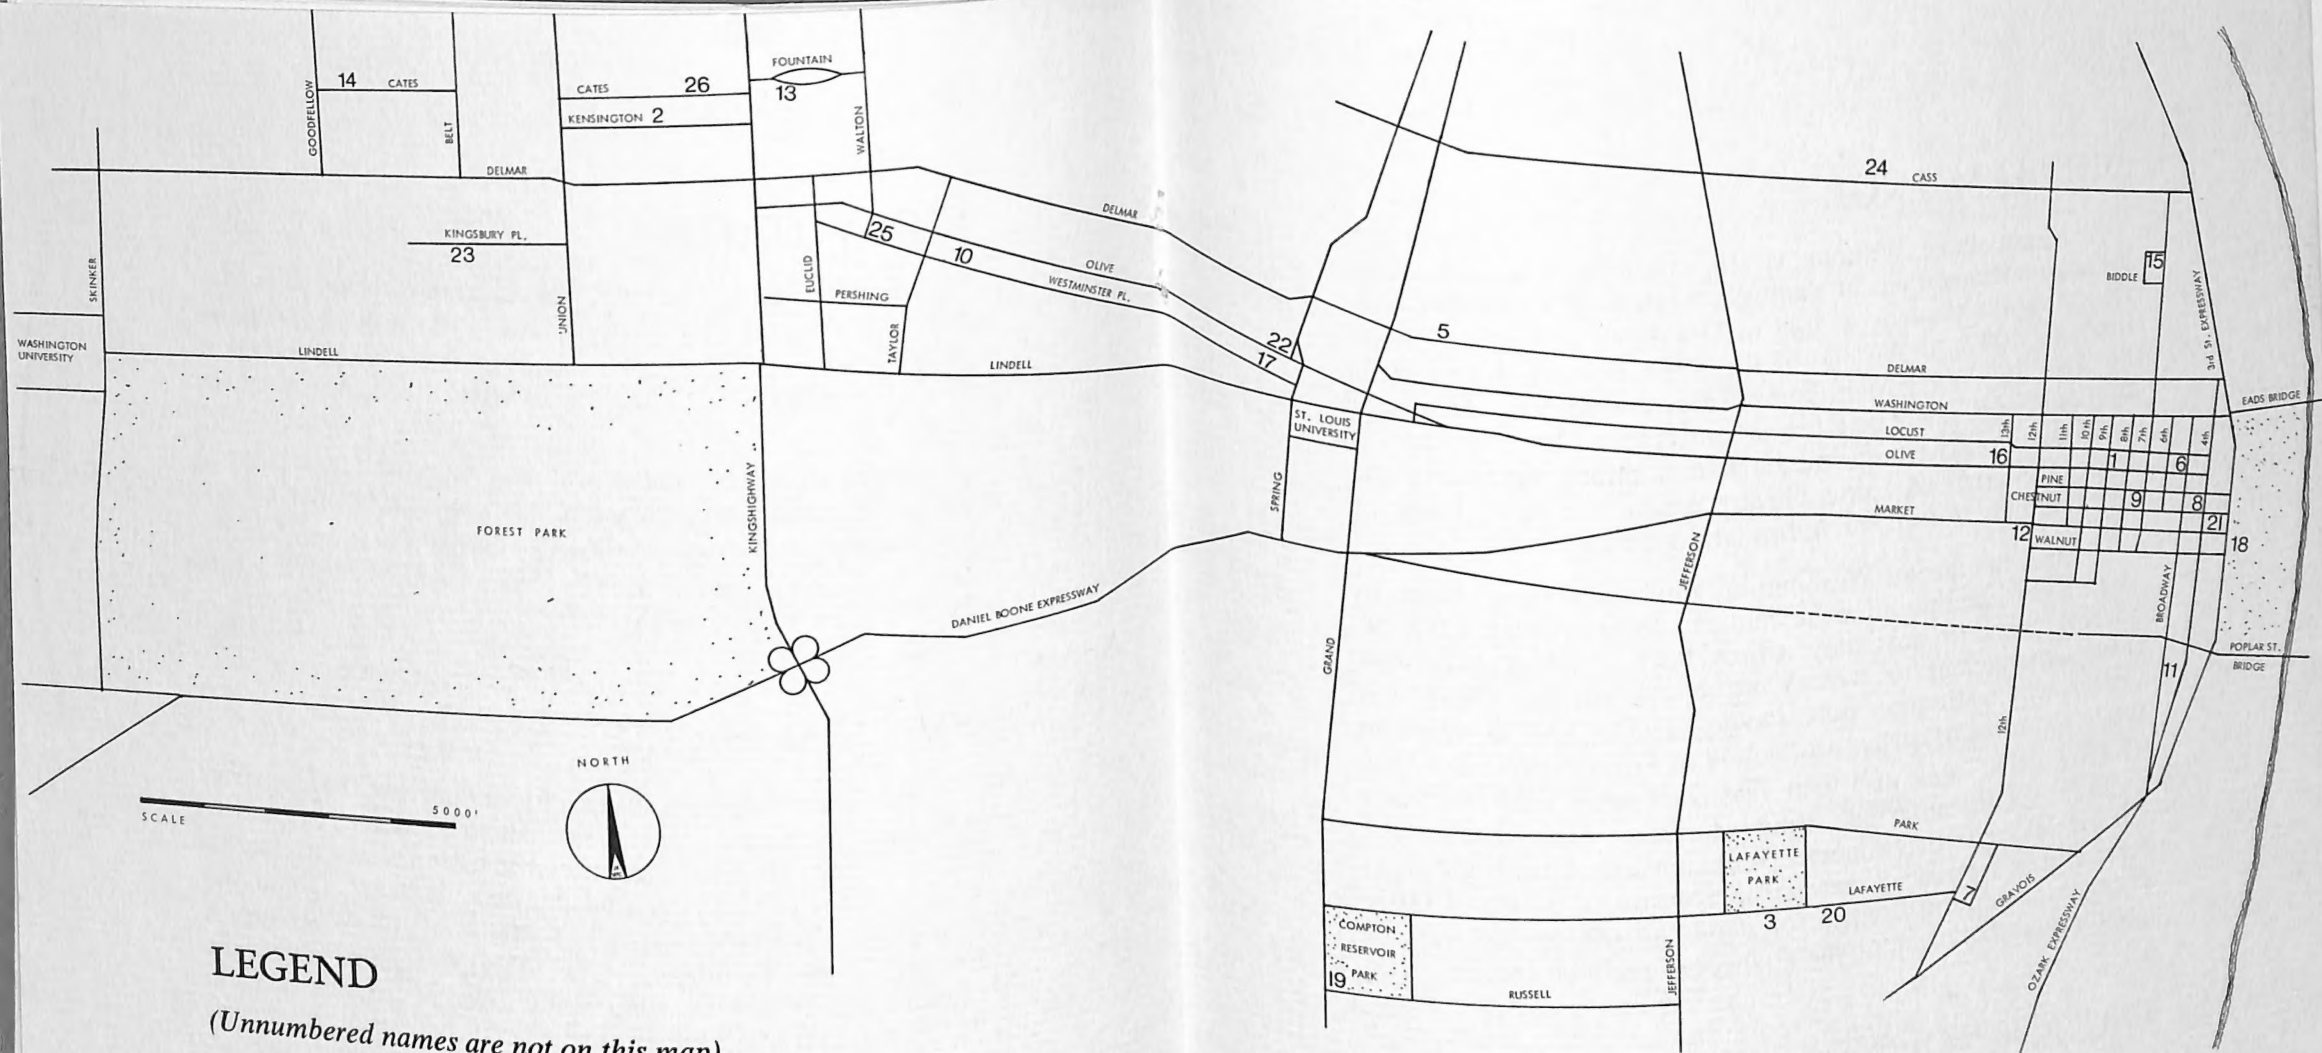 FOUNTAIN
14 CATES
CATES 26
13
KENSINGTON 2
GOODFELLOW
BELT
WALTON
DELMAR
24 CASS
DELMAR
KINGSBURY PL.
23
25
10
OLIVE
WESTMINSTER PL.
SKINKER
UNION
EUCLID
PERSHING
TAYLOR
BIDDLE 15
3rd ST. EXPRESSWAY
WASHINGTON
UNIVERSITY
LINDELL
LINDELL
22
17
5
DELMAR
EADS BRIDGE
WASHINGTON
ST. LOUIS
UNIVERSITY
LOCUST
13th
12th
11th
10th
9th
8th
7th
6th
4th
OLIVE
16
1
6
PINE
CHESTNUT
9
8
MARKET
21
12
WALNUT
18
FOREST PARK
KINGSHIGHWAY
SPRING
JEFFERSON
DANIEL BOONE EXPRESSWAY
GRAND
BROADWAY
POPLAR ST.
BRIDGE
11
12th
NORTH
5000'
SCALE
PARK
LAFAYETTE
PARK
LAFAYETTE
7
GRAVOIS
3
20
OZARK EXPRESSWAY
COMPTON
RESERVOIR
PARK
19
RUSSELL
JEFFERSON
LEGEND
(Unnumbered names are not on this map)